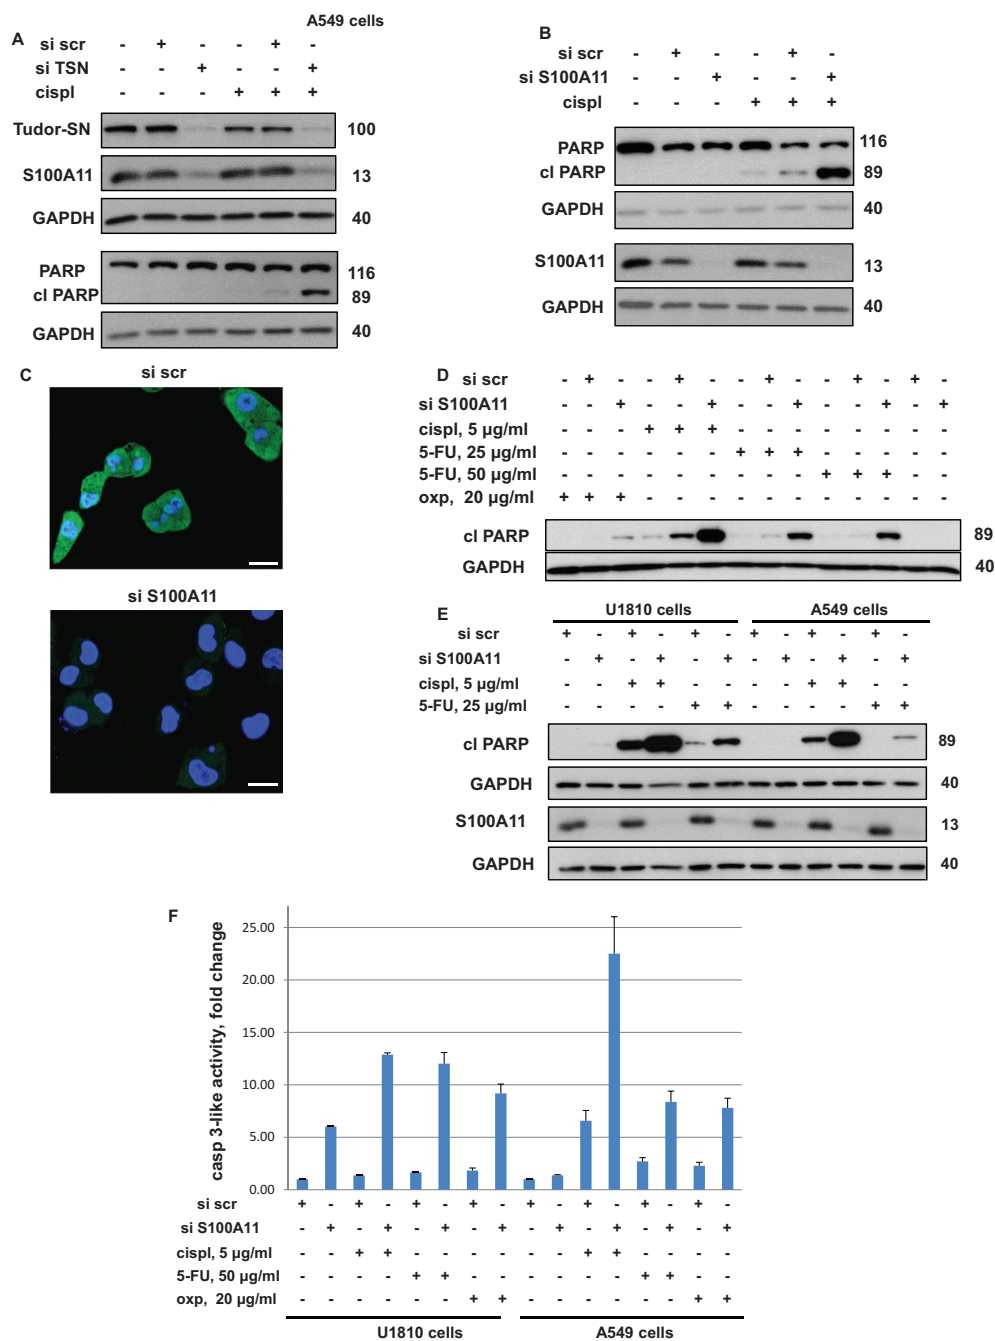 A549 cells
A
si scr - + - - + -
si TSN - - + - - +
cispl - - - + + +
Tudor-SN 100
S100A11 13
GAPDH 40
PARP 116
cl PARP 89
GAPDH 40
B
si scr - + - - + -
si S100A11 - - + - - +
cispl - - - + + +
PARP 116
cl PARP 89
GAPDH 40
S100A11 13
GAPDH 40
C
si scr
si S100A11
D
si scr - + - - + - - + - - + - + -
si S100A11 - - + - - + - - + - - + - +
cispl, 5 µg/ml - - - + + + - - - - - - - -
5-FU, 25 µg/ml - - - - - - + + + - - - - -
5-FU, 50 µg/ml - - - - - - - - - + + + - -
oxp, 20 µg/ml + + + - - - - - - - - - - -
cl PARP 89
GAPDH 40
E
U1810 cells A549 cells
si scr + - + - + - + - + - + -
si S100A11 - + - + - + - + - + - +
cispl, 5 µg/ml - - + + - - - - + + - -
5-FU, 25 µg/ml - - - - + + - - - - + +
cl PARP 89
GAPDH 40
S100A11 13
GAPDH 40
F
casp 3-like activity, fold change
25.00
20.00
15.00
10.00
5.00
0.00
si scr + - + - + - + - + - + - + - + -
si S100A11 - + - + - + - + - + - + - + - +
cispl, 5 µg/ml - - + + - - - - - - + + - - - -
5-FU, 50 µg/ml - - - - + + - - - - - - + + - -
oxp, 20 µg/ml - - - - - - + + - - - - - - + +
U1810 cells A549 cells